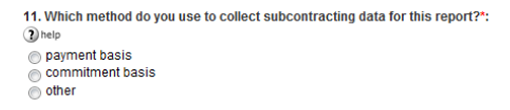 11. Which method do you use to collect subcontracting data for this report?*:
? help
payment basis
commitment basis
other